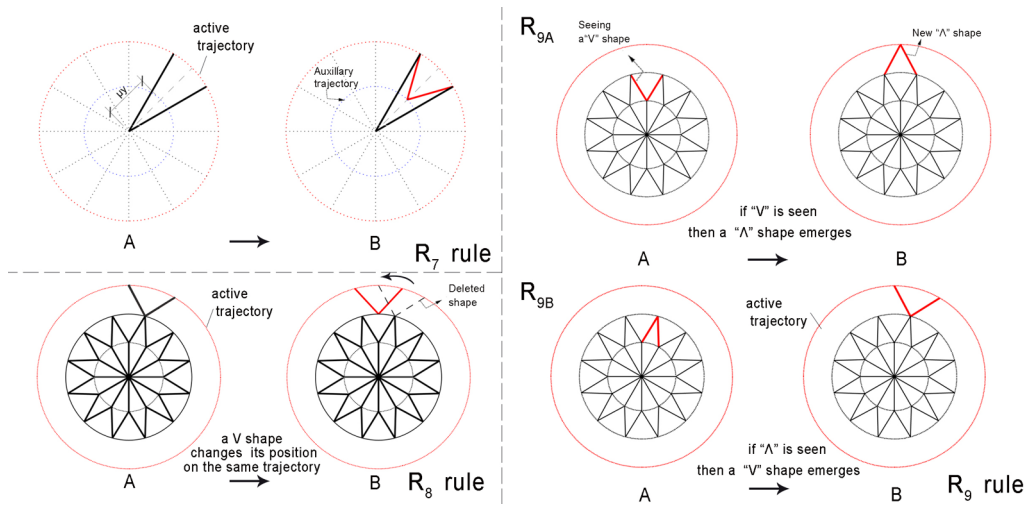 active
trajectory
μv
A
Auxillary
trajectory
B
R7 rule
active
trajectory
A
Deleted
shape
a V shape
changes its position
on the same trajectory
B
R8 rule
R9A
Seeing
a“V” shape
A
New “Λ” shape
if “V” is seen
then a “Λ” shape emerges
B
R9B
A
active
trajectory
if “Λ” is seen
then a “V” shape emerges
B
R9 rule